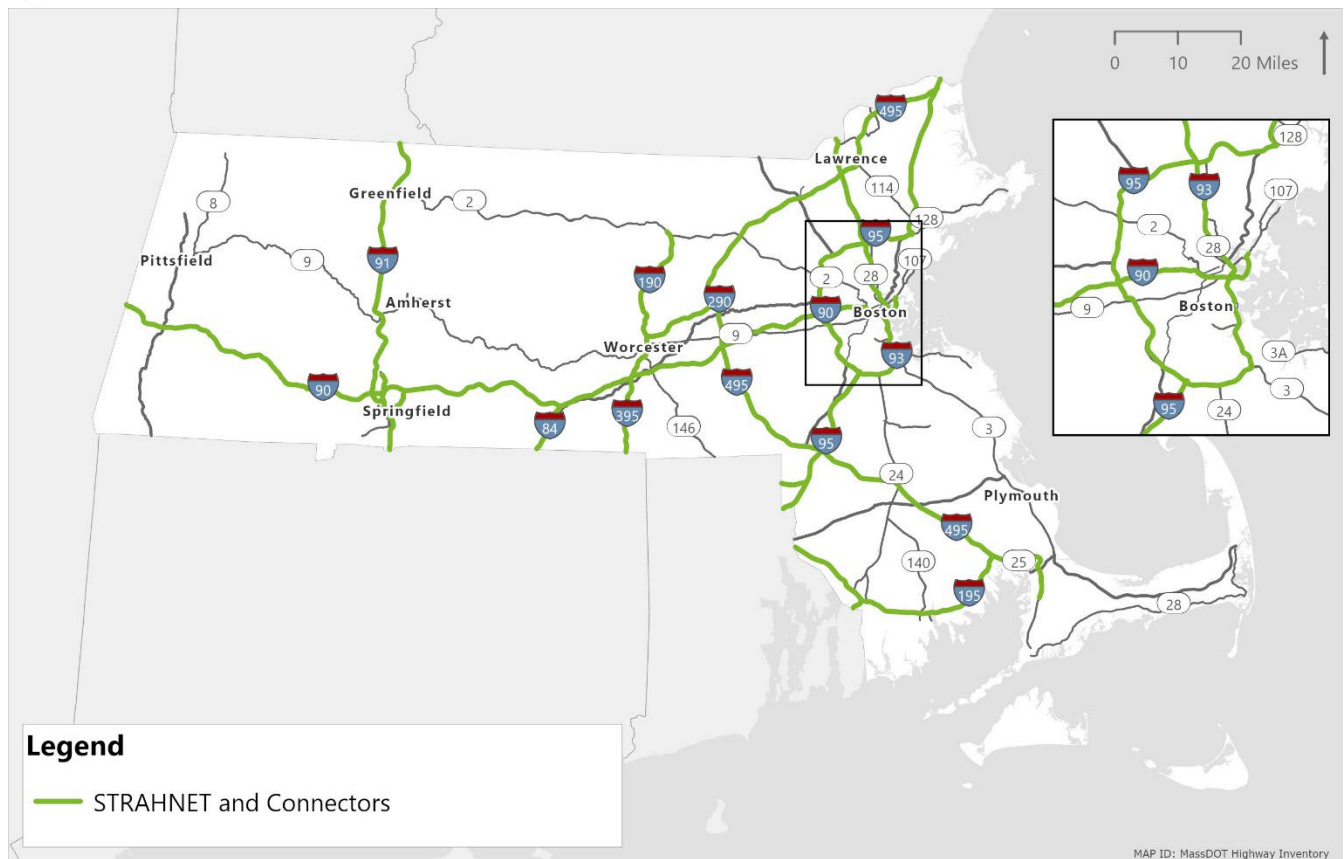 0 10 20 Miles
495
Lawrence
128
114
95
93
107
8
Greenfield
2
128
2
28
Pittsfield
9
91
95
28
107
90
190
2
Amherst
290
90
Boston
9
Boston
9
Worcester
93
3A
90
495
3
Springfield
395
95
24
84
146
95
3
24
Plymouth
495
140
25
195
28
Legend
STRAHNET and Connectors
MAP ID: MassDOT Highway Inventory